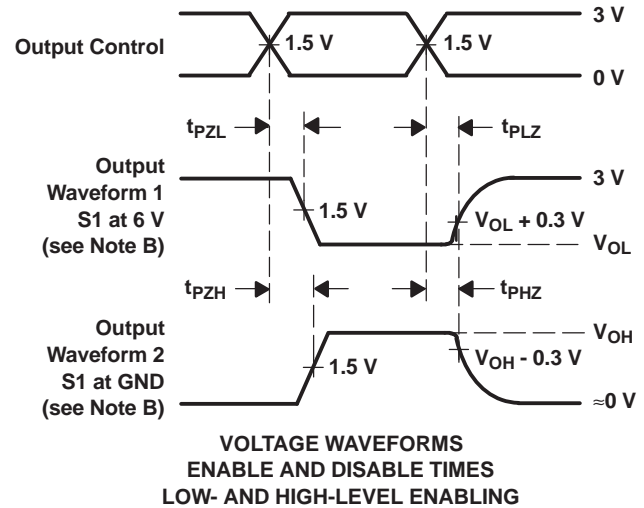 3 V
Output Control
1.5 V
1.5 V
0 V
tPZL
tPLZ
Output
Waveform 1
S1 at 6 V
(see Note B)
3 V
1.5 V
VOL + 0.3 V
VOL
tPZH
tPHZ
Output
Waveform 2
S1 at GND
(see Note B)
VOH
1.5 V
VOH - 0.3 V
≈0 V
VOLTAGE WAVEFORMS
ENABLE AND DISABLE TIMES
LOW- AND HIGH-LEVEL ENABLING